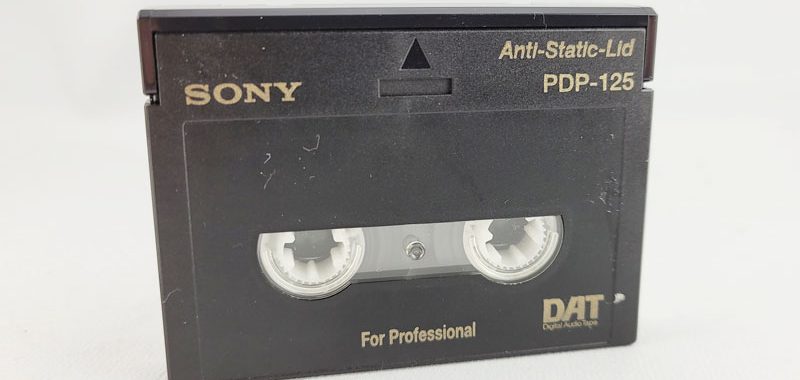 SONY
Anti-Static-Lid
PDP-125
DAT
Digital Audio Tape
For Professional